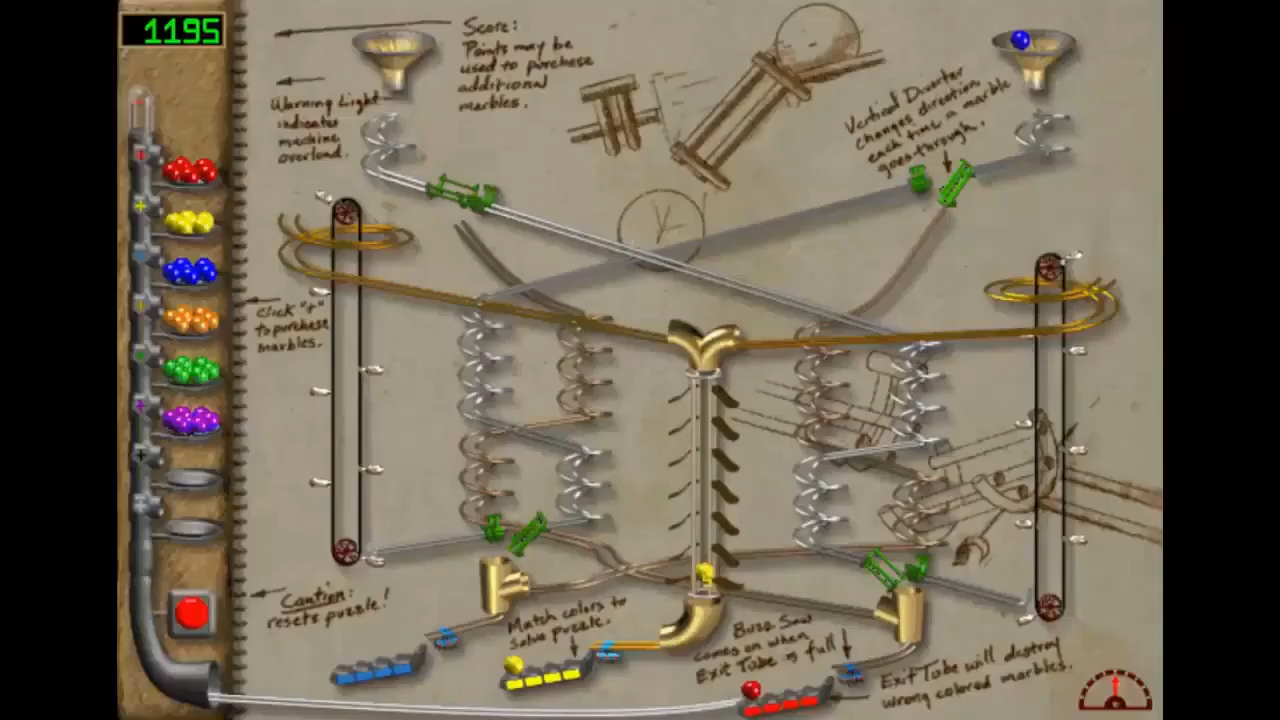 1195
Score:
Points may be
used to purchase
additional
marbles.
Warning Light
indicates
machine
overload.
Vertical Diverter
changes direction
each time a marble
goes through.
Click "+"
to purchase
marbles.
Caution:
resets puzzle!
Match colors to
solve puzzle.
Buzz Saw
comes on when
Exit Tube is full
Exit Tube will destroy
wrong colored marbles.